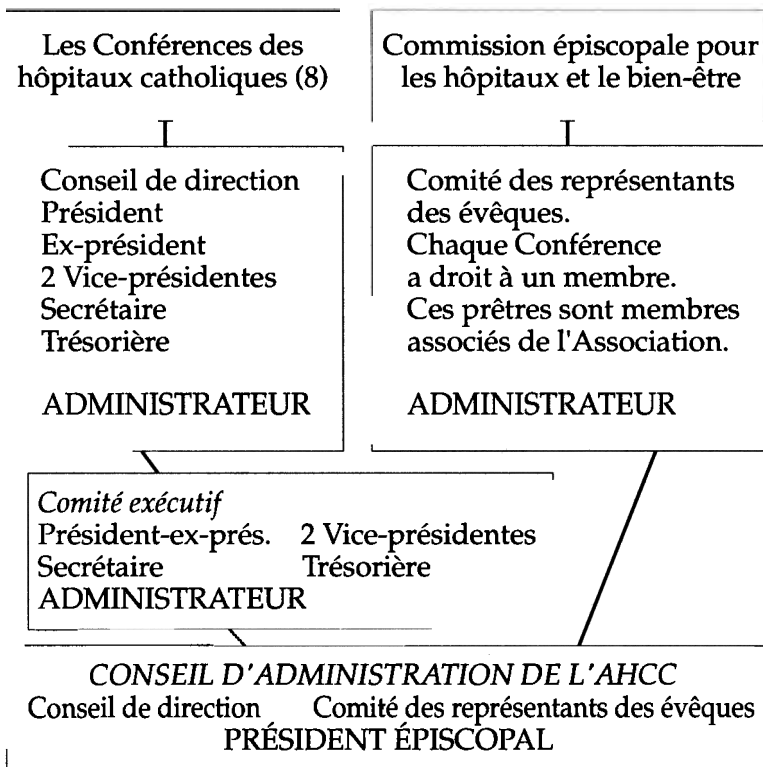 Les Conférences des
hôpitaux catholiques (8)
Commission épiscopale pour
les hôpitaux et le bien-être
Conseil de direction
Président
Ex-président
2 Vice-présidentes
Secrétaire
Trésorière
ADMINISTRATEUR
Comité des représentants
des évêques.
Chaque Conférence
a droit à un membre.
Ces prêtres sont membres
associés de l'Association.
ADMINISTRATEUR
Comité exécutif
Président-ex-prés. 2 Vice-présidentes
Secrétaire Trésorière
ADMINISTRATEUR
CONSEIL D'ADMINISTRATION DE L'AHCC
Conseil de direction Comité des représentants des évêques
PRÉSIDENT ÉPISCOPAL